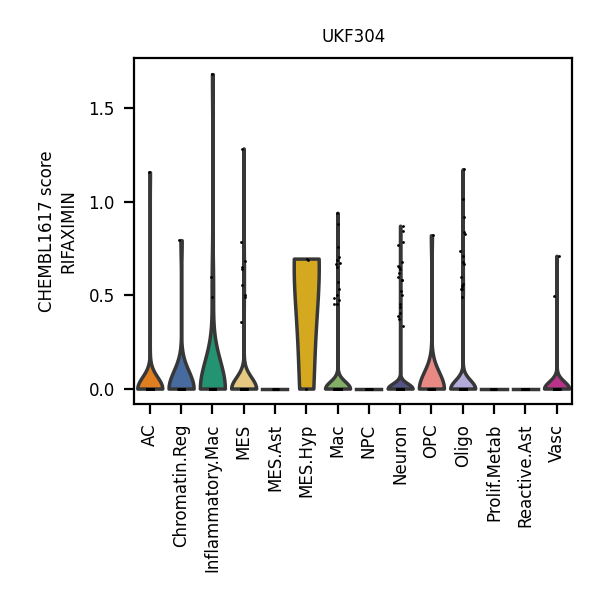 UKF304
CHEMBL1617 score
RIFAXIMIN
1.5
1.0
0.5
0.0
AC
Chromatin.Reg
Inflammatory.Mac
MES
MES.Ast
MES.Hyp
Mac
NPC
Neuron
OPC
Oligo
Prolif.Metab
Reactive.Ast
Vasc